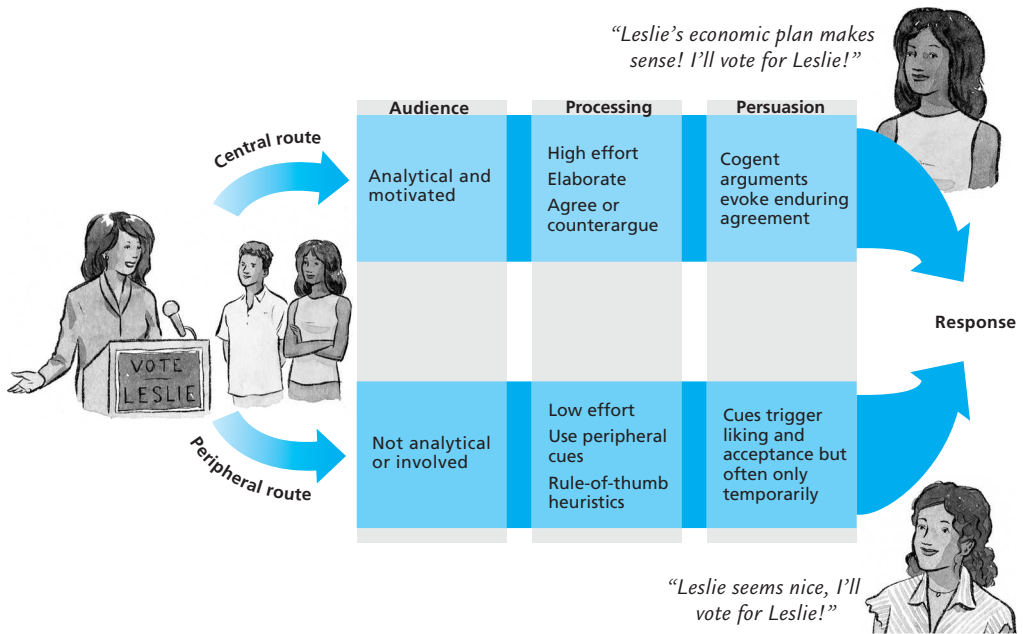 “Leslie’s economic plan makes
sense! I’ll vote for Leslie!”
Audience
Processing
Persuasion
Central route
Analytical and
motivated
High effort
Elaborate
Agree or
counterargue
Cogent
arguments
evoke enduring
agreement
VOTE
LESLIE
Response
Peripheral route
Not analytical
or involved
Low effort
Use peripheral
cues
Rule-of-thumb
heuristics
Cues trigger
liking and
acceptance but
often only
temporarily
“Leslie seems nice, I’ll
vote for Leslie!”